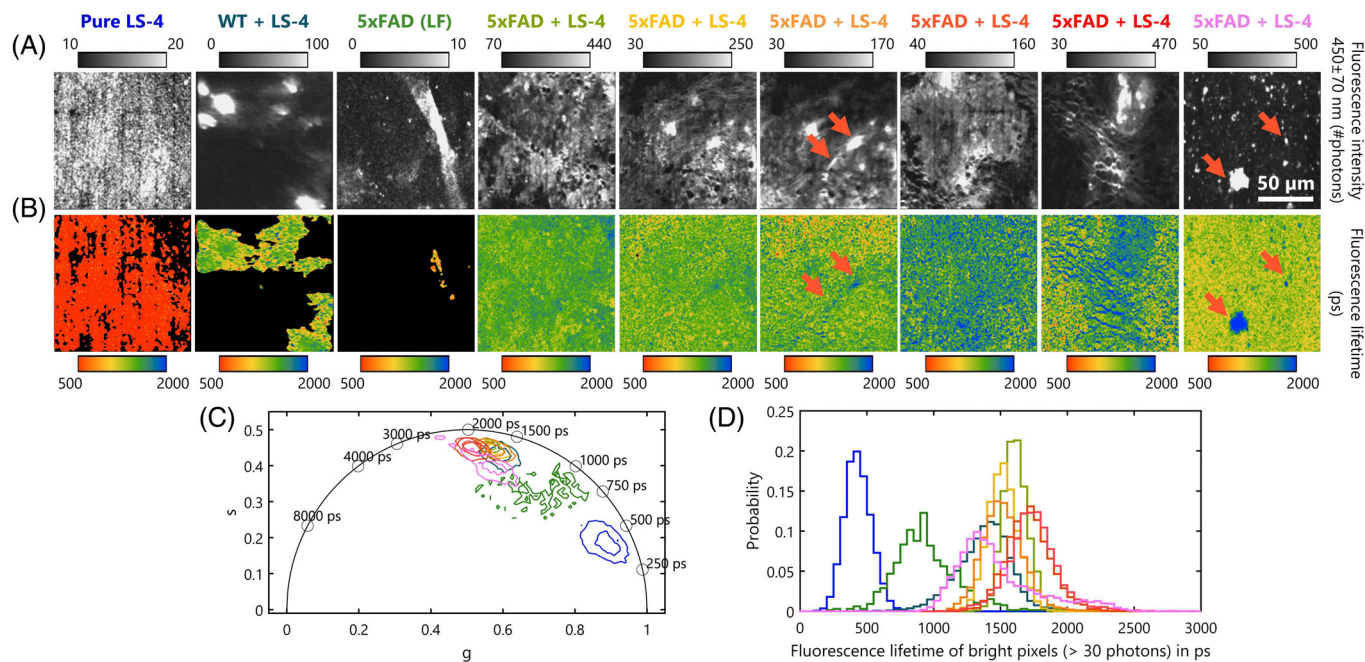 Pure LS-4 WT + LS-4 5xFAD (LF) 5xFAD + LS-4 5xFAD + LS-4 5xFAD + LS-4 5xFAD + LS-4 5xFAD + LS-4 5xFAD + LS-4
(A) 10 20 0 100 0 10 70 440 30 250 30 170 40 160 30 470 50 500
Fluorescence intensity
450±70 nm (#photons)
50 µm
(B)
Fluorescence lifetime
(ps)
500 2000 500 2000 500 2000 500 2000 500 2000 500 2000 500 2000 500 2000 500 2000
(C)
0.5
0.4
0.3
0.2
0.1
0
s
8000 ps
4000 ps
3000 ps
2000 ps
1500 ps
1000 ps
750 ps
500 ps
250 ps
0 0.2 0.4 0.6 0.8 1
g
(D)
0.25
0.2
0.15
0.1
0.05
0
Probability
0 500 1000 1500 2000 2500 3000
Fluorescence lifetime of bright pixels (> 30 photons) in ps